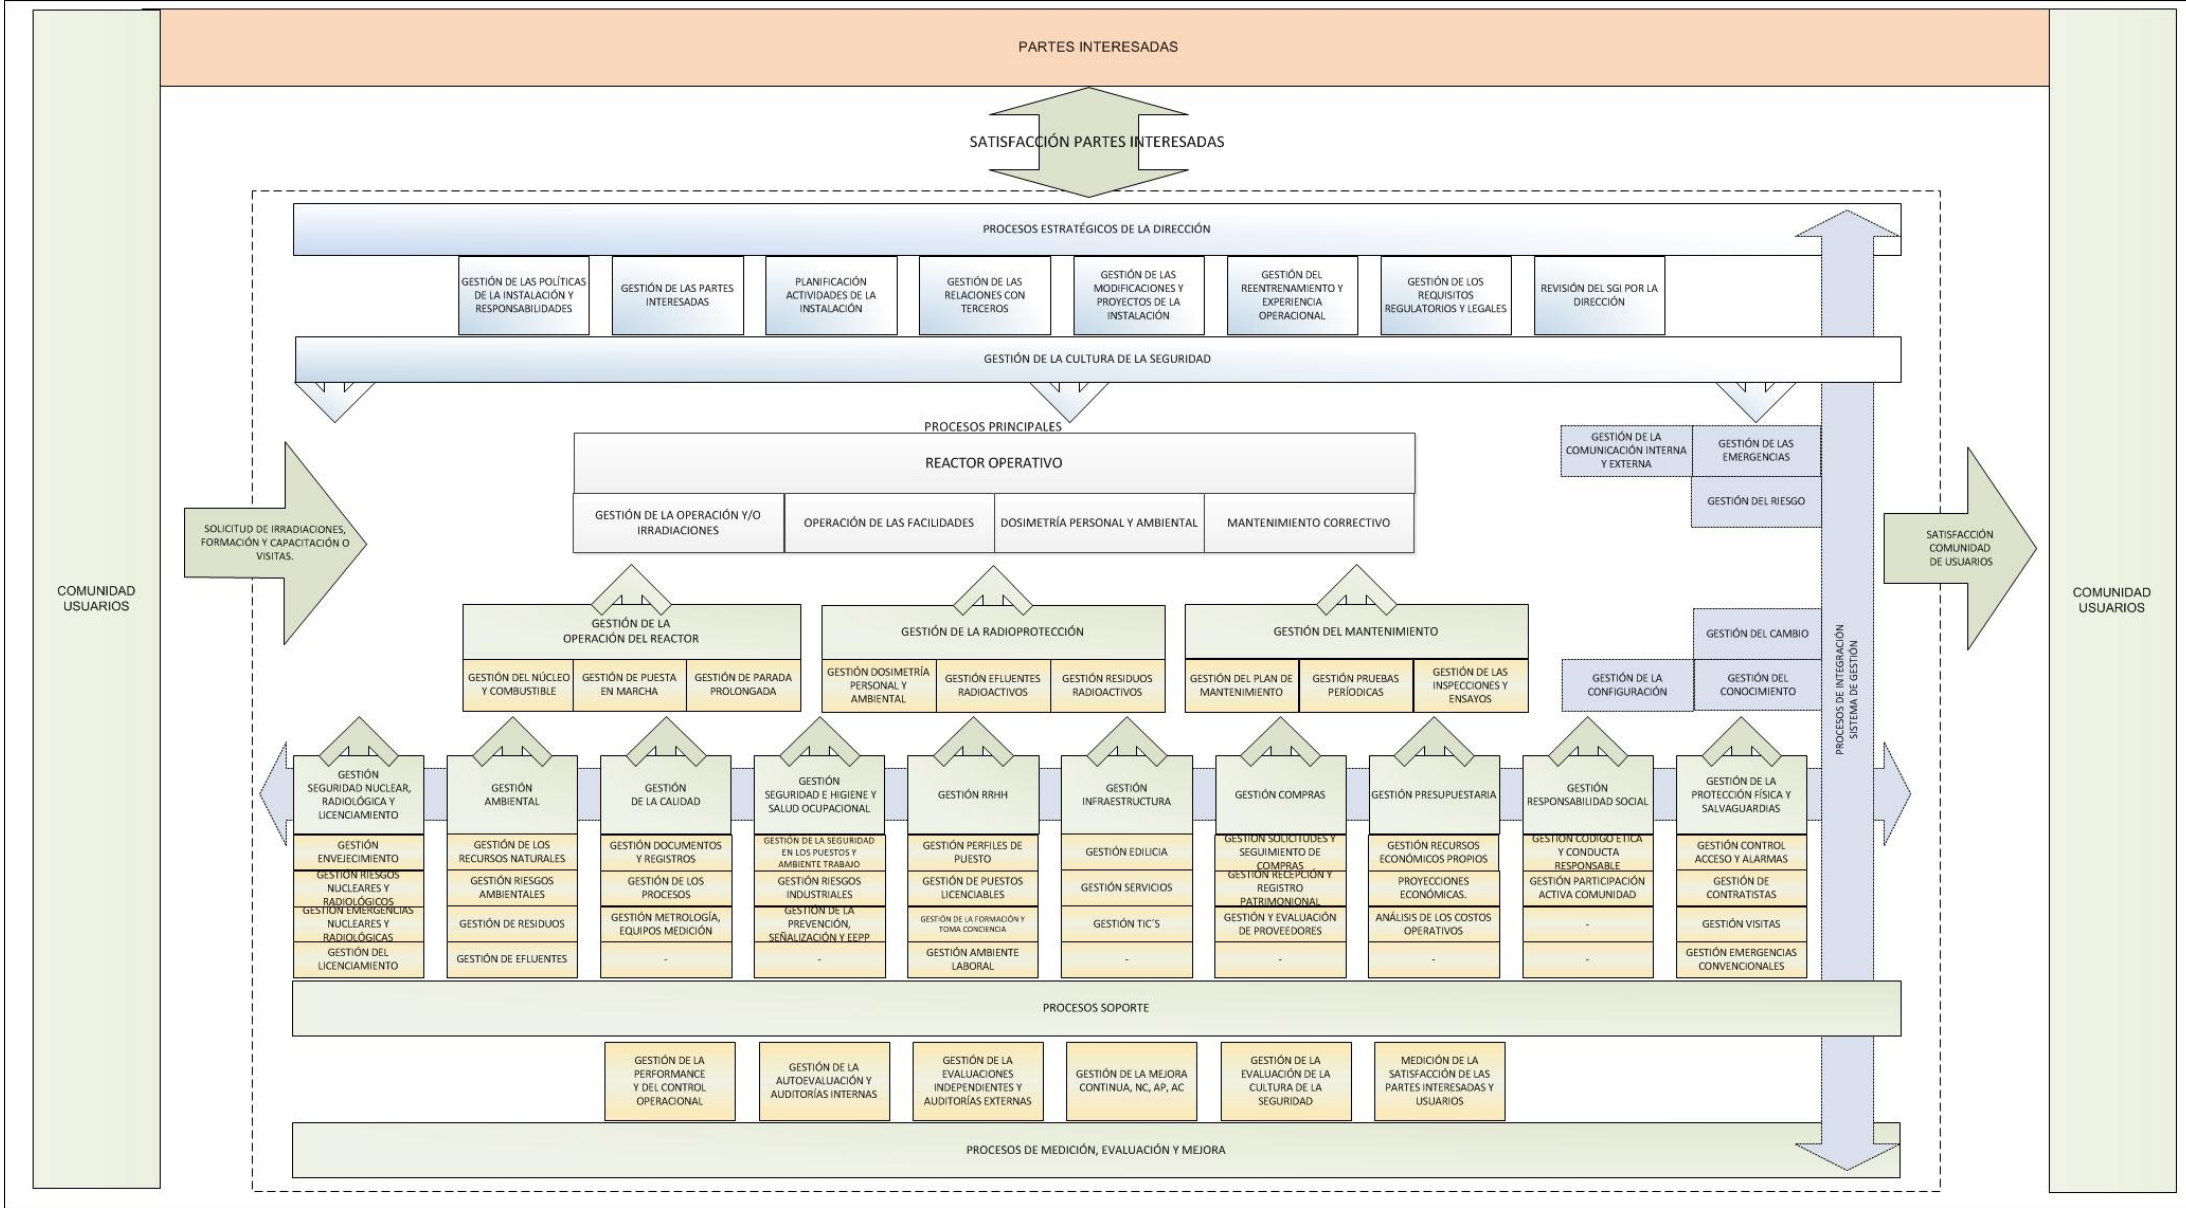 PARTES INTERESADAS
SATISFACCIÓN PARTES INTERESADAS
PROCESOS ESTRATÉGICOS DE LA DIRECCIÓN
GESTIÓN DE LAS POLÍTICAS
DE LA INSTALACIÓN Y
RESPONSABILIDADES
GESTIÓN DE LAS PARTES
INTERESADAS
PLANIFICACIÓN
ACTIVIDADES DE LA
INSTALACIÓN
GESTIÓN DE LAS
RELACIONES CON
TERCEROS
GESTIÓN DE LAS
MODIFICACIONES Y
PROYECTOS DE LA
INSTALACIÓN
GESTIÓN DEL
REENTRENAMIENTO Y
EXPERIENCIA
OPERACIONAL
GESTIÓN DE LOS
REQUISITOS
REGULATORIOS Y LEGALES
REVISIÓN DEL SGI POR LA
DIRECCIÓN
GESTIÓN DE LA CULTURA DE LA SEGURIDAD
PROCESOS PRINCIPALES
REACTOR OPERATIVO
GESTIÓN DE LA OPERACIÓN Y/O
IRRADIACIONES
OPERACIÓN DE LAS FACILIDADES
DOSIMETRÍA PERSONAL Y AMBIENTAL
MANTENIMIENTO CORRECTIVO
GESTIÓN DE LA
COMUNICACIÓN INTERNA
Y EXTERNA
GESTIÓN DE LAS
EMERGENCIAS
GESTIÓN DEL RIESGO
COMUNIDAD
USUARIOS
SOLICITUD DE IRRADIACIONES,
FORMACIÓN Y CAPACITACIÓN O
VISITAS.
SATISFACCIÓN
COMUNIDAD
DE USUARIOS
COMUNIDAD
USUARIOS
GESTIÓN DE LA
OPERACIÓN DEL REACTOR
GESTIÓN DEL NÚCLEO
Y COMBUSTIBLE
GESTIÓN DE PUESTA
EN MARCHA
GESTIÓN DE PARADA
PROLONGADA
GESTIÓN DE LA RADIOPROTECCIÓN
GESTIÓN DOSIMETRÍA
PERSONAL Y
AMBIENTAL
GESTIÓN EFLUENTES
RADIOACTIVOS
GESTIÓN RESIDUOS
RADIOACTIVOS
GESTIÓN DEL MANTENIMIENTO
GESTIÓN DEL PLAN DE
MANTENIMIENTO
GESTIÓN PRUEBAS
PERÍODICAS
GESTIÓN DE LAS
INSPECCIONES Y
ENSAYOS
GESTIÓN DEL CAMBIO
GESTIÓN DE LA
CONFIGURACIÓN
GESTIÓN DEL
CONOCIMIENTO
PROCESOS DE INTEGRACIÓN
SISTEMA DE GESTIÓN
GESTIÓN
SEGURIDAD NUCLEAR,
RADIOLÓGICA Y
LICENCIAMIENTO
GESTIÓN
ENVEJECIMIENTO
GESTIÓN RIESGOS
NUCLEARES Y
RADIOLÓGICOS
GESTIÓN EMERGENCIAS
NUCLEARES Y
RADIOLÓGICAS
GESTIÓN DEL
LICENCIAMIENTO
GESTIÓN
AMBIENTAL
GESTIÓN DE LOS
RECURSOS NATURALES
GESTIÓN RIESGOS
AMBIENTALES
GESTIÓN DE RESIDUOS
GESTIÓN DE EFLUENTES
GESTIÓN
DE LA CALIDAD
GESTIÓN DOCUMENTOS
Y REGISTROS
GESTIÓN DE LOS
PROCESOS
GESTIÓN METROLOGÍA,
EQUIPOS MEDICIÓN
-
GESTIÓN
SEGURIDAD E HIGIENE Y
SALUD OCUPACIONAL
GESTIÓN DE LA SEGURIDAD
EN LOS PUESTOS Y
AMBIENTE TRABAJO
GESTIÓN RIESGOS
INDUSTRIALES
GESTIÓN DE LA
PREVENCIÓN,
SEÑALIZACIÓN Y EEPP
-
GESTIÓN RRHH
GESTIÓN PERFILES DE
PUESTO
GESTIÓN DE PUESTOS
LICENCIABLES
GESTIÓN DE LA FORMACIÓN Y
TOMA CONCIENCIA
GESTIÓN AMBIENTE
LABORAL
GESTIÓN
INFRAESTRUCTURA
GESTIÓN EDILICIA
GESTIÓN SERVICIOS
GESTIÓN TIC´S
-
GESTIÓN COMPRAS
GESTIÓN SOLICITUDES Y
SEGUIMIENTO DE
COMPRAS
GESTIÓN RECEPCIÓN Y
REGISTRO
PATRIMONIAL
GESTIÓN Y EVALUACIÓN
DE PROVEEDORES
-
GESTIÓN PRESUPUESTARIA
GESTIÓN RECURSOS
ECONÓMICOS PROPIOS
PROYECCIONES
ECONÓMICAS.
ANÁLISIS DE LOS COSTOS
OPERATIVOS
-
GESTIÓN
RESPONSABILIDAD SOCIAL
GESTIÓN CÓDIGO ÉTICA
Y CONDUCTA
RESPONSABLE
GESTIÓN PARTICIPACIÓN
ACTIVA COMUNIDAD
-
-
GESTIÓN DE LA
PROTECCIÓN FÍSICA Y
SALVAGUARDIAS
GESTIÓN CONTROL
ACCESO Y ALARMAS
GESTIÓN DE
CONTRATISTAS
GESTIÓN VISITAS
GESTIÓN EMERGENCIAS
CONVENCIONALES
PROCESOS SOPORTE
GESTIÓN DE LA
PERFORMANCE
Y DEL CONTROL
OPERACIONAL
GESTIÓN DE LA
AUTOEVALUACIÓN Y
AUDITORÍAS INTERNAS
GESTIÓN DE LA
EVALUACIONES
INDEPENDIENTES Y
AUDITORÍAS EXTERNAS
GESTIÓN DE LA MEJORA
CONTINUA, NC, AP, AC
GESTIÓN DE LA
EVALUACIÓN DE LA
CULTURA DE LA
SEGURIDAD
MEDICIÓN DE LA
SATISFACCIÓN DE LAS
PARTES INTERESADAS Y
USUARIOS
PROCESOS DE MEDICIÓN, EVALUACIÓN Y MEJORA